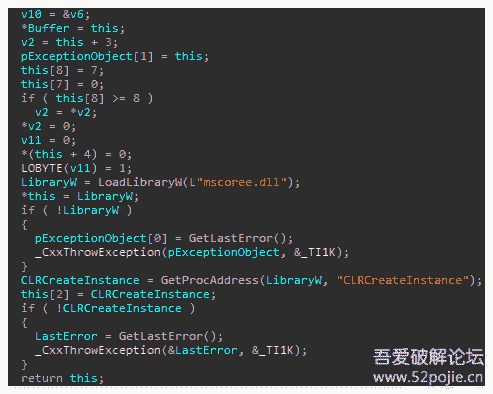 v10 = &v6;
*Buffer = this;
v2 = this + 3;
pExceptionObject[1] = this;
this[8] = 7;
this[7] = 0;
if ( this[8] >= 8 )
  v2 = *v2;
*v2 = 0;
v11 = 0;
*(this + 4) = 0;
LOBYTE(v11) = 1;
LibraryW = LoadLibraryW(L"mscoree.dll");
*this = LibraryW;
if ( !LibraryW )
{
  pExceptionObject[0] = GetLastError();
  _CxxThrowException(pExceptionObject, &_TI1K);
}
CLRCreateInstance = GetProcAddress(LibraryW, "CLRCreateInstance");
this[2] = CLRCreateInstance;
if ( !CLRCreateInstance )
{
  LastError = GetLastError();
  _CxxThrowException(&LastError, &_TI1K);
}
return this;
吾爱破解论坛
www.52pojie.cn